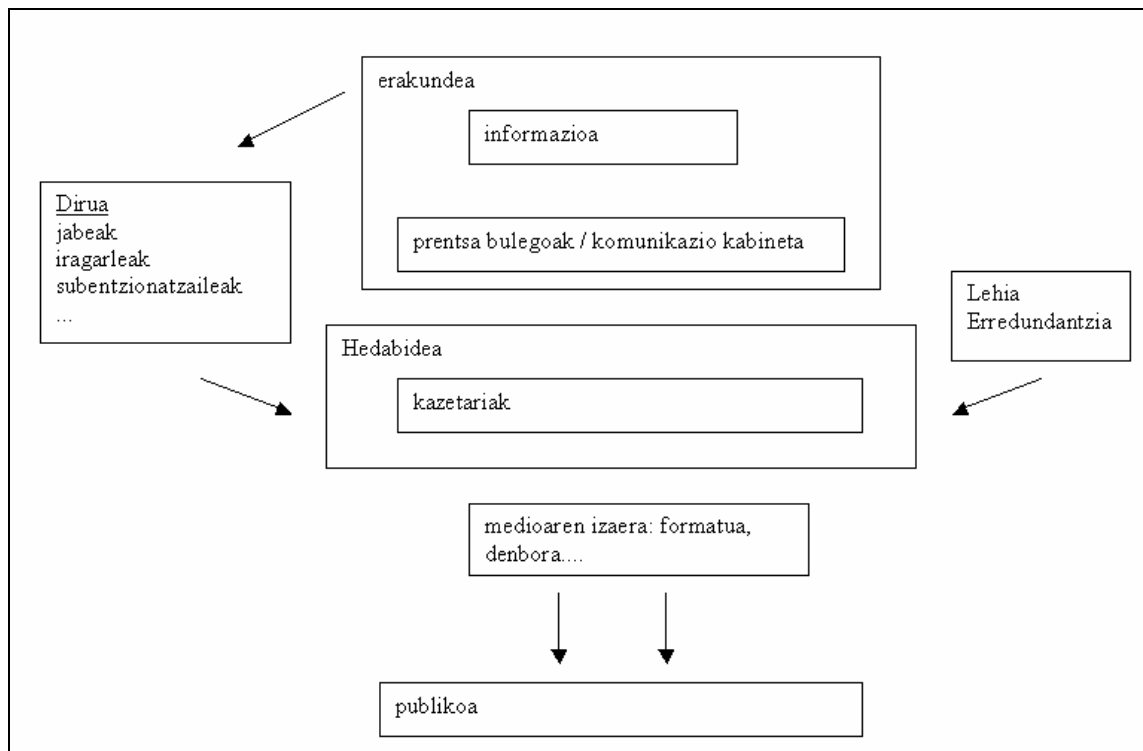 erakundea
informazioa
prentsa bulegoak / komunikazio kabineta
Dirua
jabeak
iragarleak
subentzionatzaileak
...
Lehia
Erredundantzia
Hedabidea
kazetariak
medioaren izaera: formatua,
denbora....
publikoa